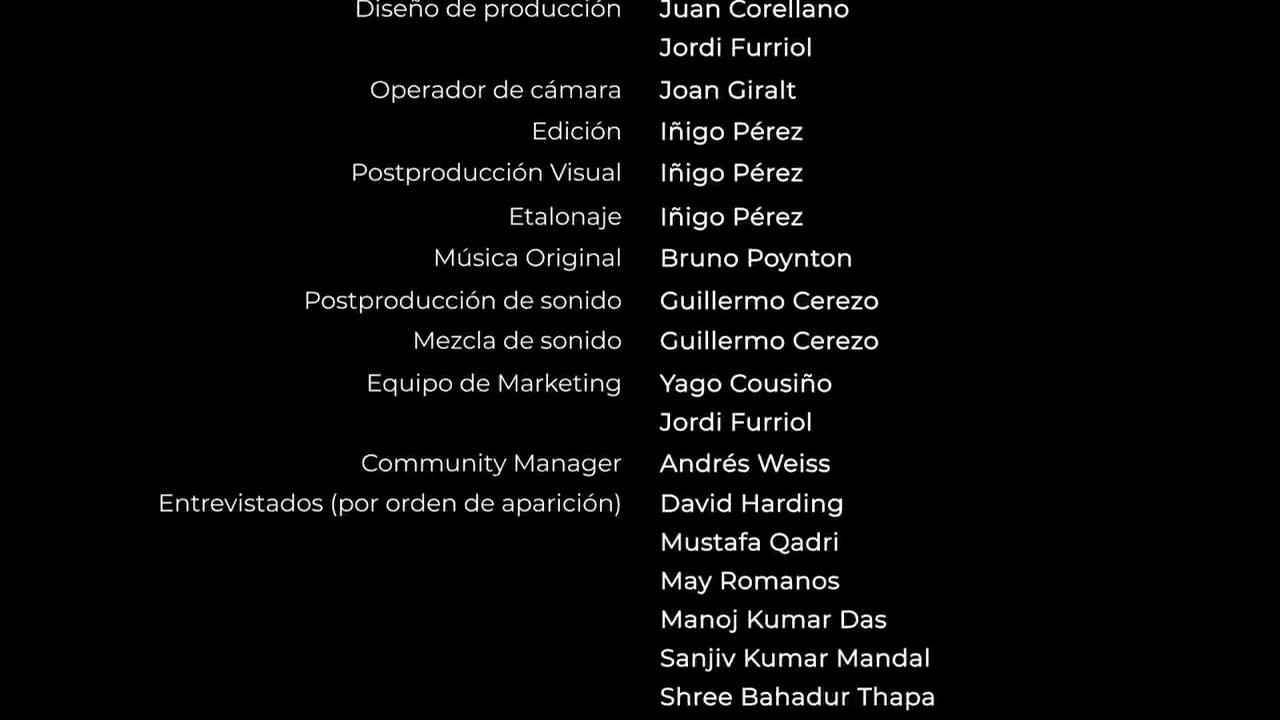 Diseño de producción Juan Corellano
Jordi Furriol
Operador de cámara Joan Giralt
Edición Iñigo Pérez
Postproducción Visual Iñigo Pérez
Etalonaje Iñigo Pérez
Música Original Bruno Poynton
Postproducción de sonido Guillermo Cerezo
Mezcla de sonido Guillermo Cerezo
Equipo de Marketing Yago Cousiño
Jordi Furriol
Community Manager Andrés Weiss
Entrevistados (por orden de aparición) David Harding
Mustafa Qadri
May Romanos
Manoj Kumar Das
Sanjiv Kumar Mandal
Shree Bahadur Thapa